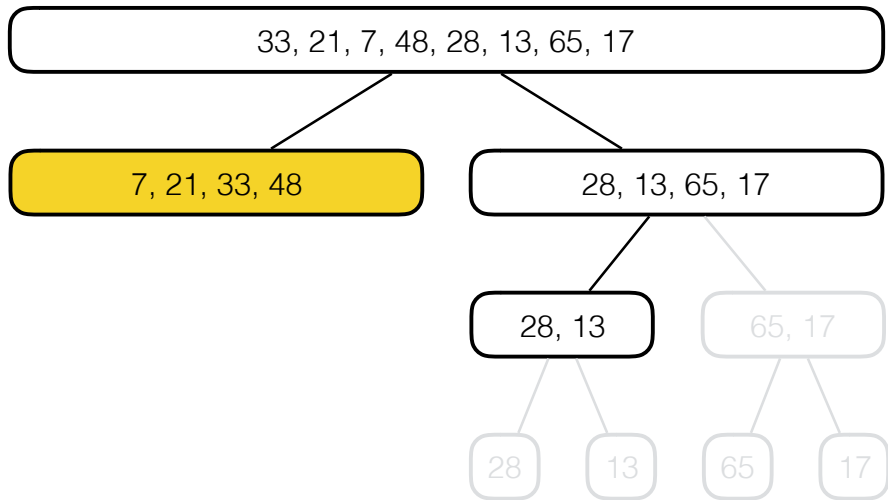 33, 21, 7, 48, 28, 13, 65, 17
7, 21, 33, 48
28, 13, 65, 17
28, 13
65, 17
28
13
65
17